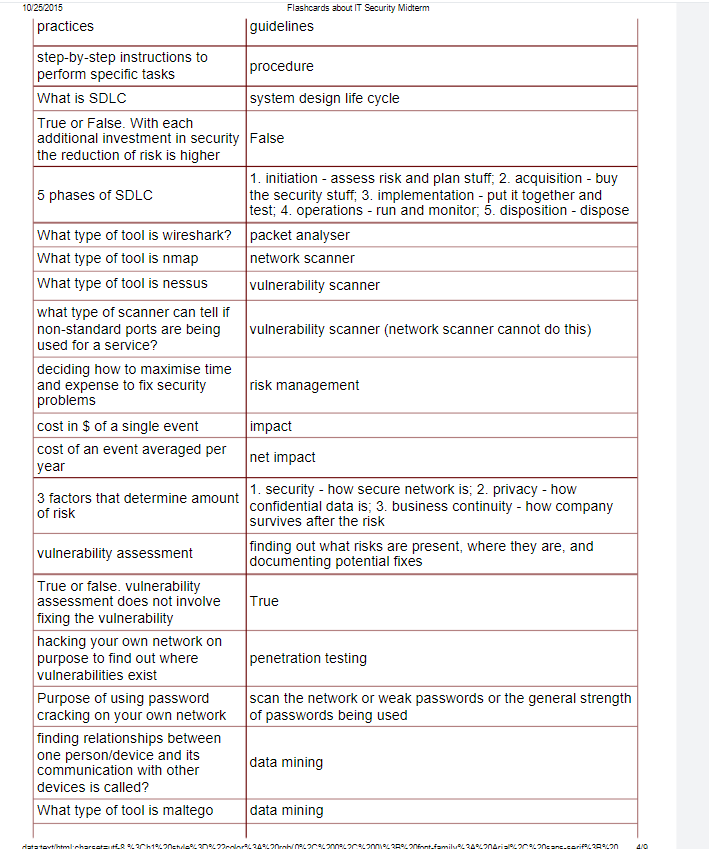 10/25/2015
Flashcards about IT Security Midterm
practices
guidelines
step-by-step instructions to
perform specific tasks
procedure
What is SDLC
system design life cycle
True or False. With each
additional investment in security
the reduction of risk is higher
False
5 phases of SDLC
1. initiation - assess risk and plan stuff; 2. acquisition - buy
the security stuff; 3. implementation - put it together and
test; 4. operations - run and monitor; 5. disposition - dispose
What type of tool is wireshark?
packet analyser
What type of tool is nmap
network scanner
What type of tool is nessus
vulnerability scanner
what type of scanner can tell if
non-standard ports are being
used for a service?
vulnerability scanner (network scanner cannot do this)
deciding how to maximise time
and expense to fix security
problems
risk management
cost in $ of a single event
impact
cost of an event averaged per
year
net impact
3 factors that determine amount
of risk
1. security - how secure network is; 2. privacy - how
confidential data is; 3. business continuity - how company
survives after the risk
vulnerability assessment
finding out what risks are present, where they are, and
documenting potential fixes
True or false. vulnerability
assessment does not involve
fixing the vulnerability
True
hacking your own network on
purpose to find out where
vulnerabilities exist
penetration testing
Purpose of using password
cracking on your own network
scan the network or weak passwords or the general strength
of passwords being used
finding relationships between
one person/device and its
communication with other
devices is called?
data mining
What type of tool is maltego
data mining
data:text/html;charset=utf-8,%3Ch1%20style%3D%22color%3A%20rgb(0%2C%200%2C%200)%3B%20font-family%3A%20Arial%2C%20sans-serif%3B%20
4/9